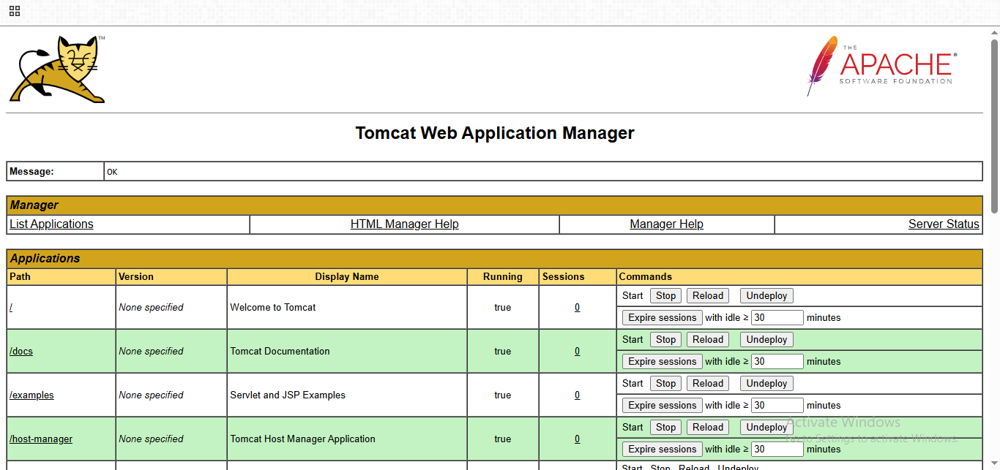 TM
THE
APACHE®
SOFTWARE FOUNDATION
Tomcat Web Application Manager
Message: OK
Manager
List Applications HTML Manager Help Manager Help Server Status
Applications
Path Version Display Name Running Sessions Commands
/ None specified Welcome to Tomcat true 0 Start Stop Reload Undeploy
Expire sessions with idle ≥ 30 minutes
/docs None specified Tomcat Documentation true 0 Start Stop Reload Undeploy
Expire sessions with idle ≥ 30 minutes
/examples None specified Servlet and JSP Examples true 0 Start Stop Reload Undeploy
Expire sessions with idle ≥ 30 minutes
/host-manager None specified Tomcat Host Manager Application true 0 Start Stop Reload Undeploy
Expire sessions with idle ≥ 30 minutes
Activate Windows
Go to Settings to activate Windows.
Start Stop Reload Undeploy